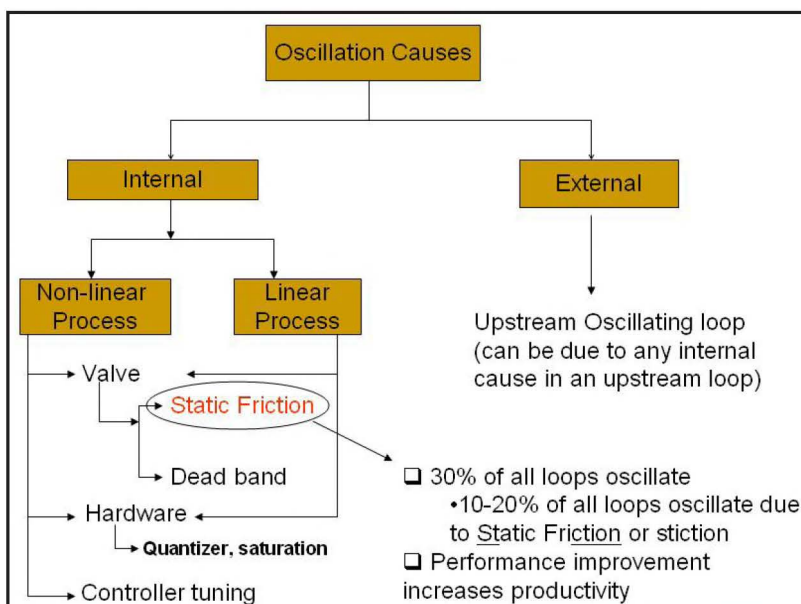 Oscillation Causes
Internal
External
Non-linear
Process
Linear
Process
Upstream Oscillating loop
(can be due to any internal
cause in an upstream loop)
Valve
Static Friction
Dead band
Hardware
Quantizer, saturation
Controller tuning
❑ 30% of all loops oscillate
•10-20% of all loops oscillate due
to Static Friction or stiction
❑ Performance improvement
increases productivity